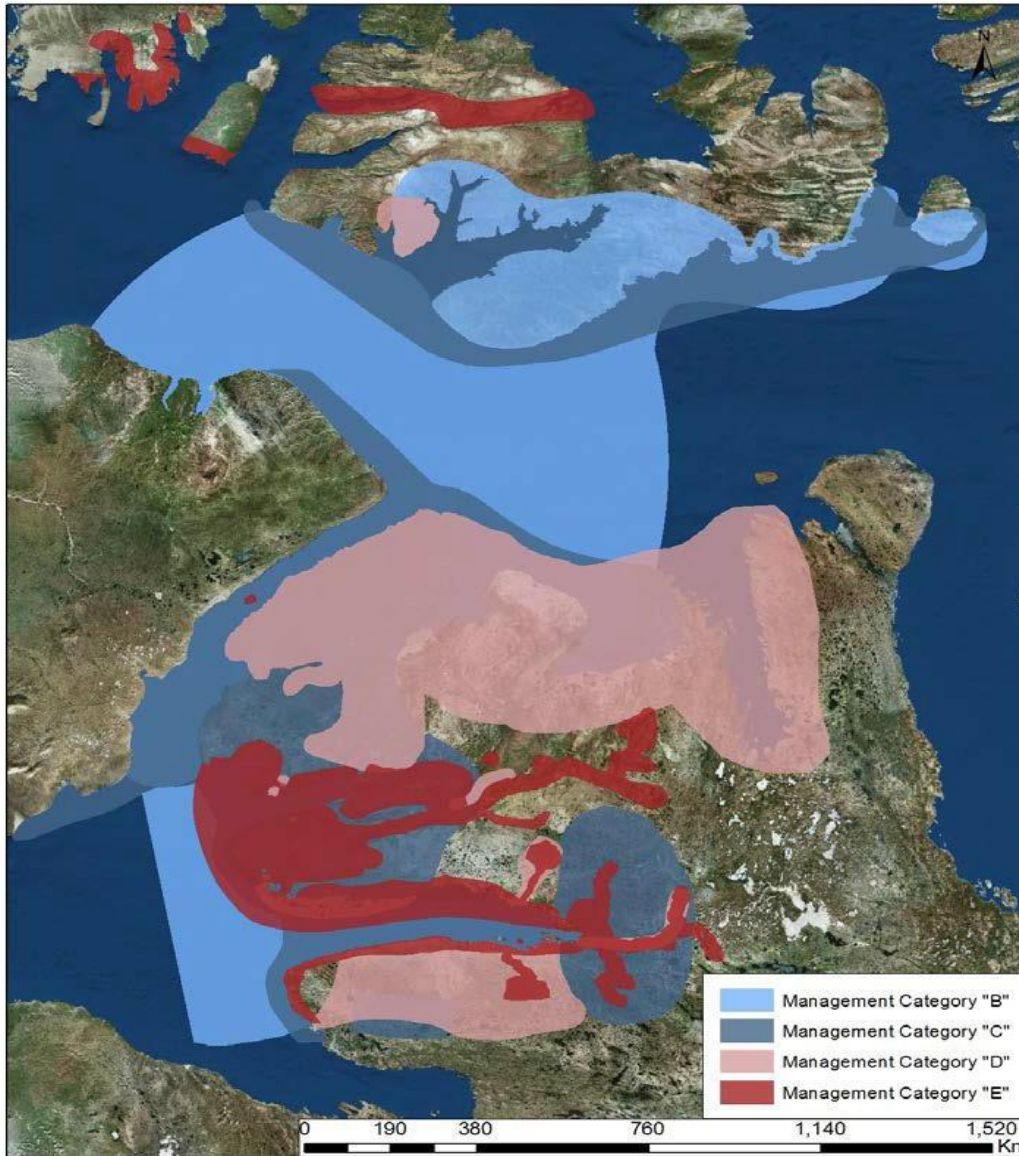 N
Management Category "B"
Management Category "C"
Management Category "D"
Management Category "E"
0 190 380 760 1,140 1,520
Km